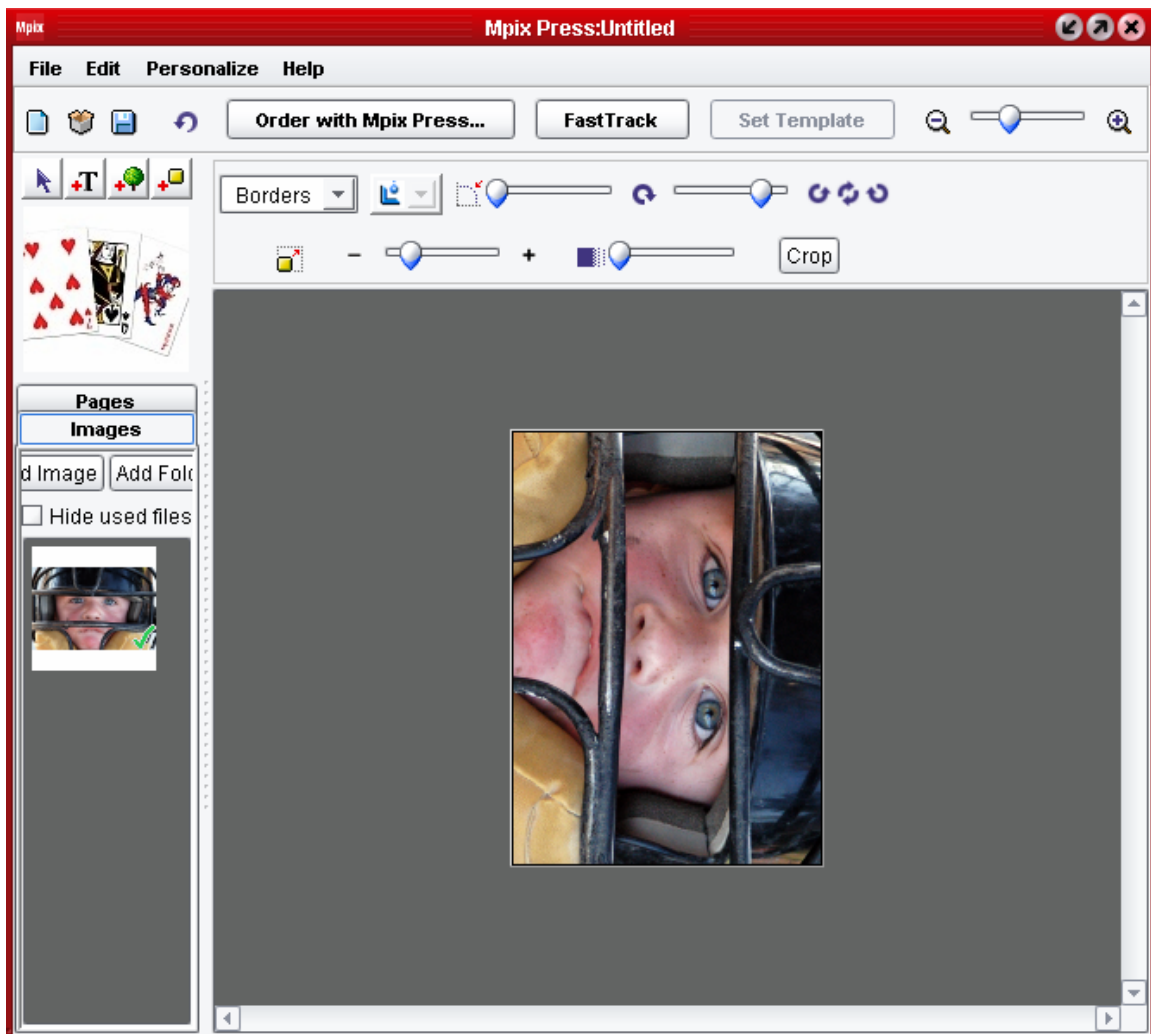 Mpix Mpix Press:Untitled
File Edit Personalize Help
Order with Mpix Press... FastTrack Set Template
T
Borders
- + Crop
Pages
Images
d Image Add Fold
Hide used files